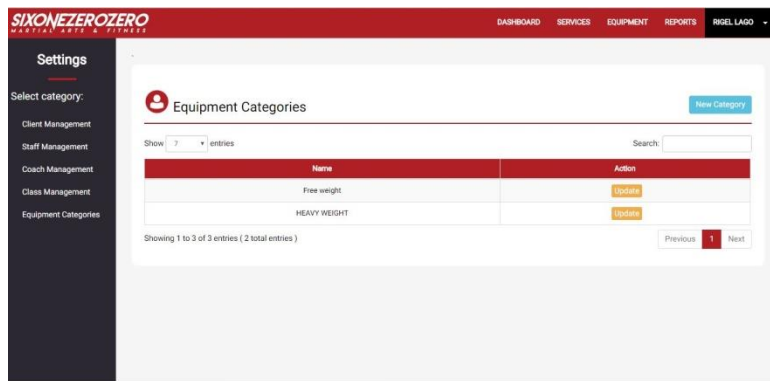 SIXONEZEROZERO
MARTIAL ARTS & FITNESS
DASHBOARD SERVICES EQUIPMENT REPORTS RIGEL LAGO
Settings
Select category:
Client Management
Staff Management
Coach Management
Class Management
Equipment Categories
Equipment Categories
New Category
Show 7 entries
Search:
Name Action
Free weight Update
HEAVY WEIGHT Update
Showing 1 to 3 of 3 entries ( 2 total entries )
Previous 1 Next